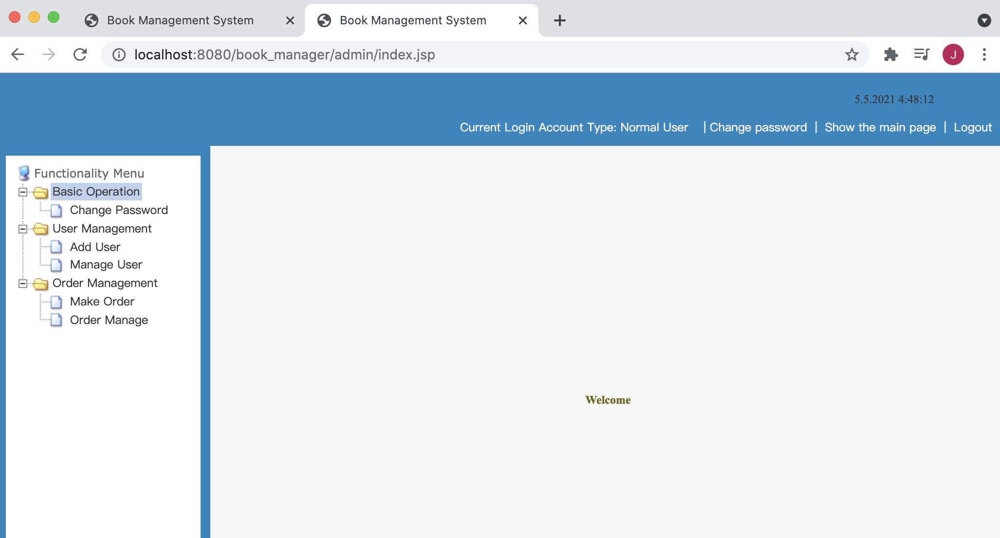 Book Management System
Book Management System
localhost:8080/book_manager/admin/index.jsp
J
5.5.2021 4:48:12
Current Login Account Type: Normal User | Change password | Show the main page | Logout
Functionality Menu
Basic Operation
Change Password
User Management
Add User
Manage User
Order Management
Make Order
Order Manage
Welcome